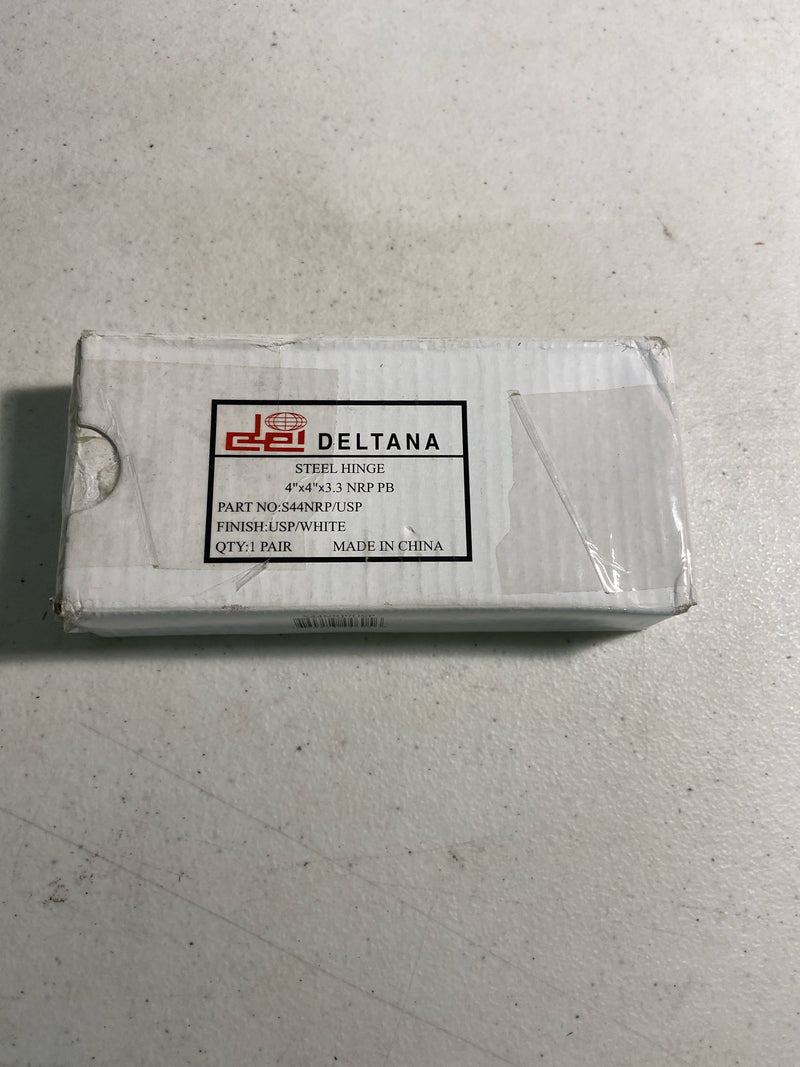 dei DELTANA
STEEL HINGE
4"x4"x3.3 NRP PB
PART NO:S44NRP/USP
FINISH:USP/WHITE
QTY:1 PAIR MADE IN CHINA